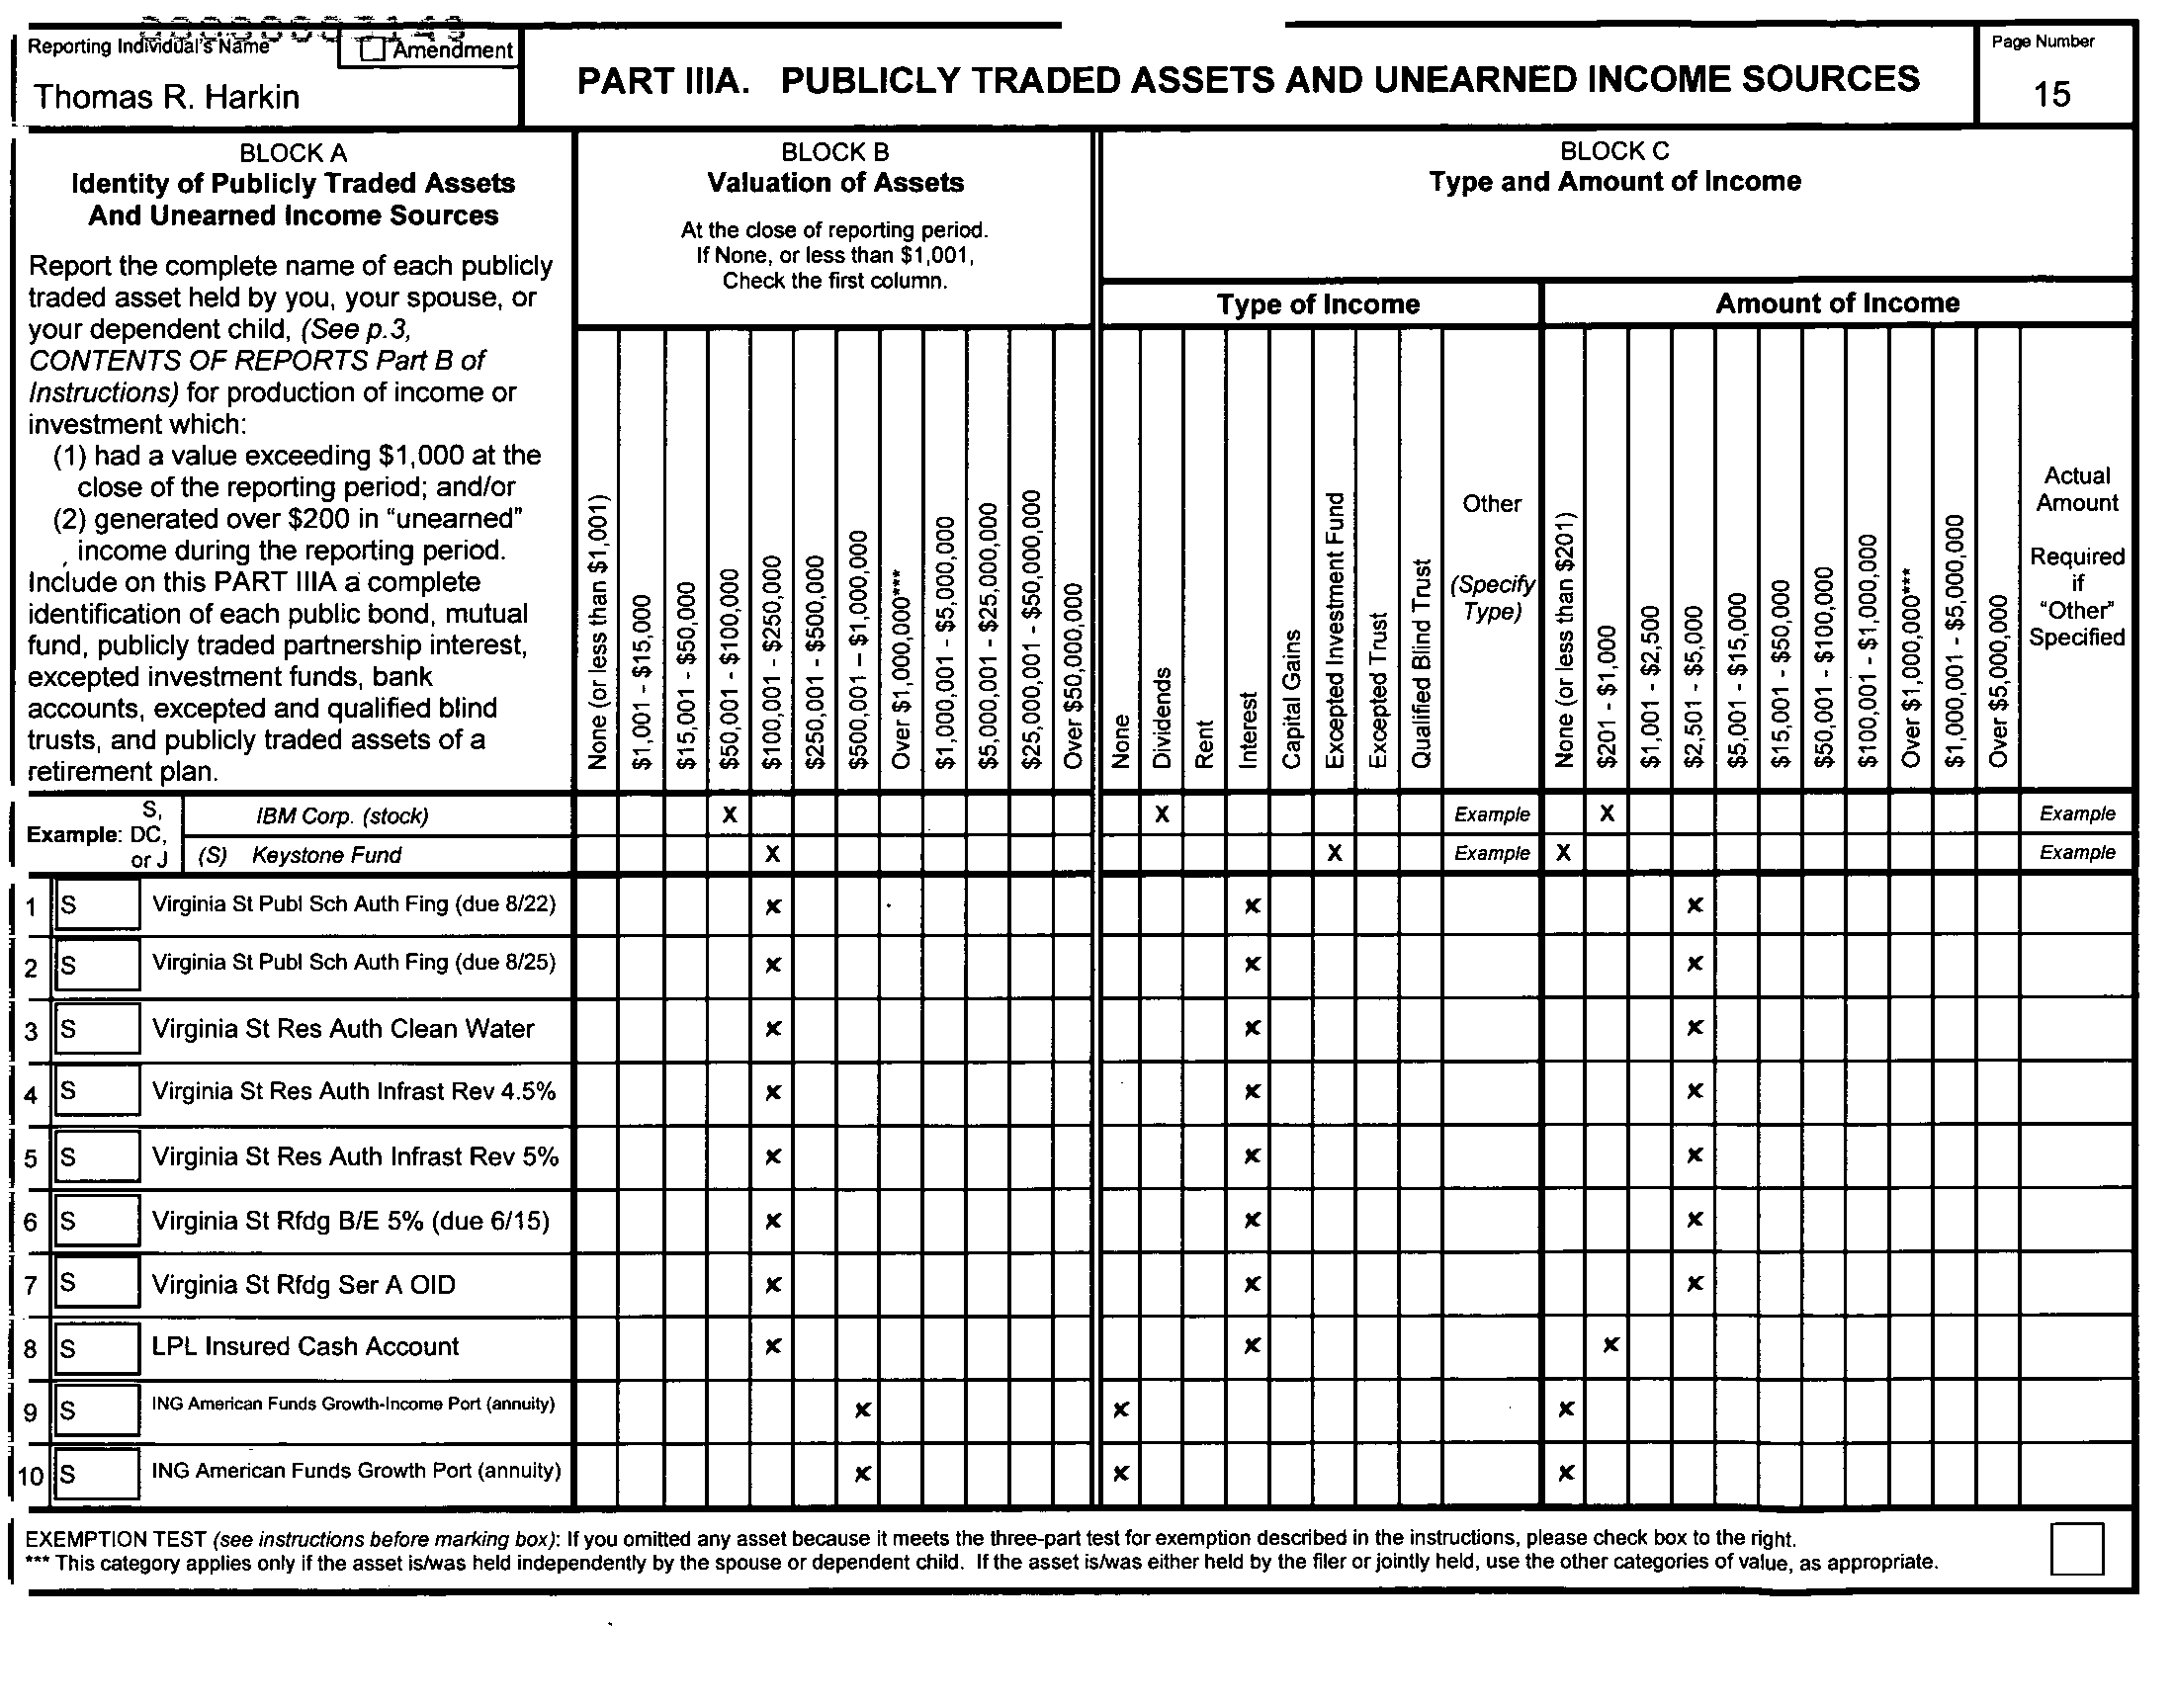 Reporting Individual's Name
Amendment
Thomas R. Harkin
PART IIIA. PUBLICLY TRADED ASSETS AND UNEARNED INCOME SOURCES
Page Number
15
BLOCK A
Identity of Publicly Traded Assets
And Unearned Income Sources
Report the complete name of each publicly
traded asset held by you, your spouse, or
your dependent child, (See p.3,
CONTENTS OF REPORTS Part B of
Instructions) for production of income or
investment which:
(1) had a value exceeding $1,000 at the
close of the reporting period; and/or
(2) generated over $200 in "unearned"
income during the reporting period.
Include on this PART IIIA a complete
identification of each public bond, mutual
fund, publicly traded partnership interest,
excepted investment funds, bank
accounts, excepted and qualified blind
trusts, and publicly traded assets of a
retirement plan.
BLOCK B
Valuation of Assets
At the close of reporting period.
If None, or less than $1,001,
Check the first column.
None (or less than $1,001)
$1,001 - $15,000
$15,001 - $50,000
$50,001 - $100,000
$100,001 - $250,000
$250,001 - $500,000
$500,001 – $1,000,000
Over $1,000,000***
$1,000,001 - $5,000,000
$5,000,001 - $25,000,000
$25,000,001 - $50,000,000
Over $50,000,000
BLOCK C
Type and Amount of Income
Type of Income
None
Dividends
Rent
Interest
Capital Gains
Excepted Investment Fund
Excepted Trust
Qualified Blind Trust
Other
(Specify
Type)
Amount of Income
None (or less than $201)
$201 - $1,000
$1,001 - $2,500
$2,501 - $5,000
$5,001 - $15,000
$15,001 - $50,000
$50,001 - $100,000
$100,001 - $1,000,000
Over $1,000,000***
$1,000,001 - $5,000,000
Over $5,000,000
Actual
Amount
Required
if
"Other"
Specified
Example: S,
DC,
or J
IBM Corp. (stock) X X Example X Example
(S) Keystone Fund X X Example X Example
1 S Virginia St Publ Sch Auth Fing (due 8/22) x x x
2 S Virginia St Publ Sch Auth Fing (due 8/25) x x x
3 S Virginia St Res Auth Clean Water x x x
4 S Virginia St Res Auth Infrast Rev 4.5% x x x
5 S Virginia St Res Auth Infrast Rev 5% x x x
6 S Virginia St Rfdg B/E 5% (due 6/15) x x x
7 S Virginia St Rfdg Ser A OID x x x
8 S LPL Insured Cash Account x x x
9 S ING American Funds Growth-Income Port (annuity) x x x
10 S ING American Funds Growth Port (annuity) x x x
EXEMPTION TEST (see instructions before marking box): If you omitted any asset because it meets the three-part test for exemption described in the instructions, please check box to the right.
*** This category applies only if the asset is/was held independently by the spouse or dependent child. If the asset is/was either held by the filer or jointly held, use the other categories of value, as appropriate.